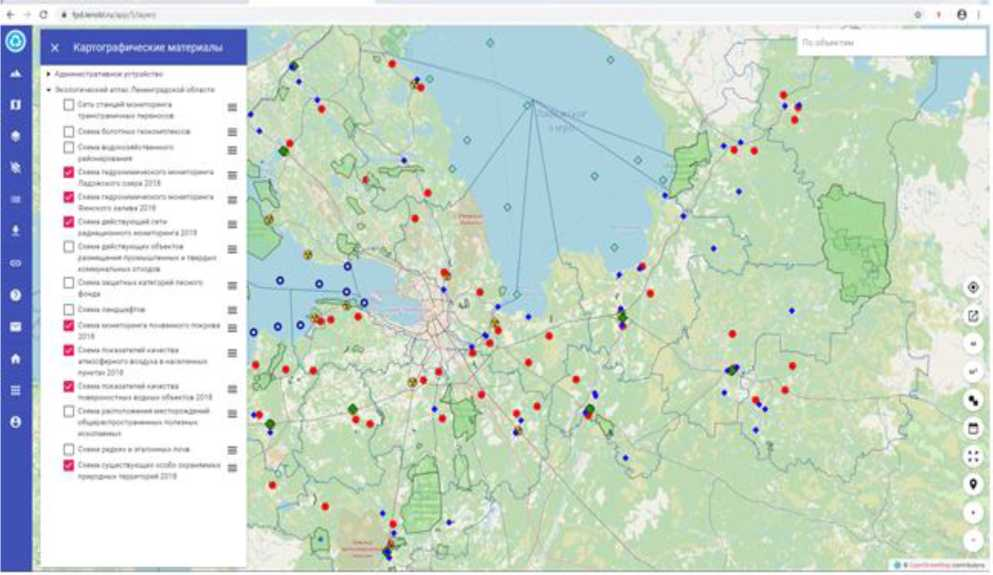 fpd.lenobl.ru/app/5/layers
Картографические материалы
По объектам
Административное устройство
Экологический атлас Ленинградской области
Сеть станций мониторинга
трансграничных переносов
Схема болотных геокомплексов
Схема водохозяйственного
районирования
Схема гидрохимического мониторинга
Ладожского озера 2018
Схема гидрохимического мониторинга
Финского залива 2018
Схема действующей сети
радиационного мониторинга 2018
Схема действующих объектов
размещения промышленных и твердых
коммунальных отходов
Схема защитных категорий лесного
фонда
Схема ландшафтов
Схема мониторинга почвенного покрова
2018
Схема показателей качества
атмосферного воздуха в населенных
пунктах 2018
Схема показателей качества
поверхностных водных объектов 2018
Схема расположения месторождений
общераспространенных полезных
ископаемых
Схема редких и эталонных почв
Схема существующих особо охраняемых
природных территорий 2018
© OpenStreetMap contributors